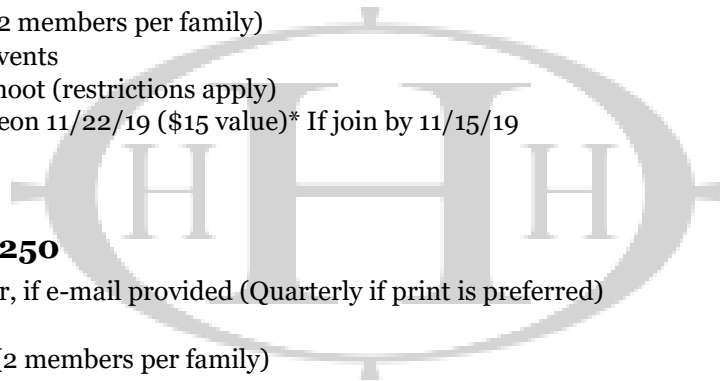 2 members per family)
vents
hoot (restrictions apply)
eon 11/22/19 ($15 value)* If join by 11/15/19
H H H
250
r, if e-mail provided (Quarterly if print is preferred)
(2 members per family)